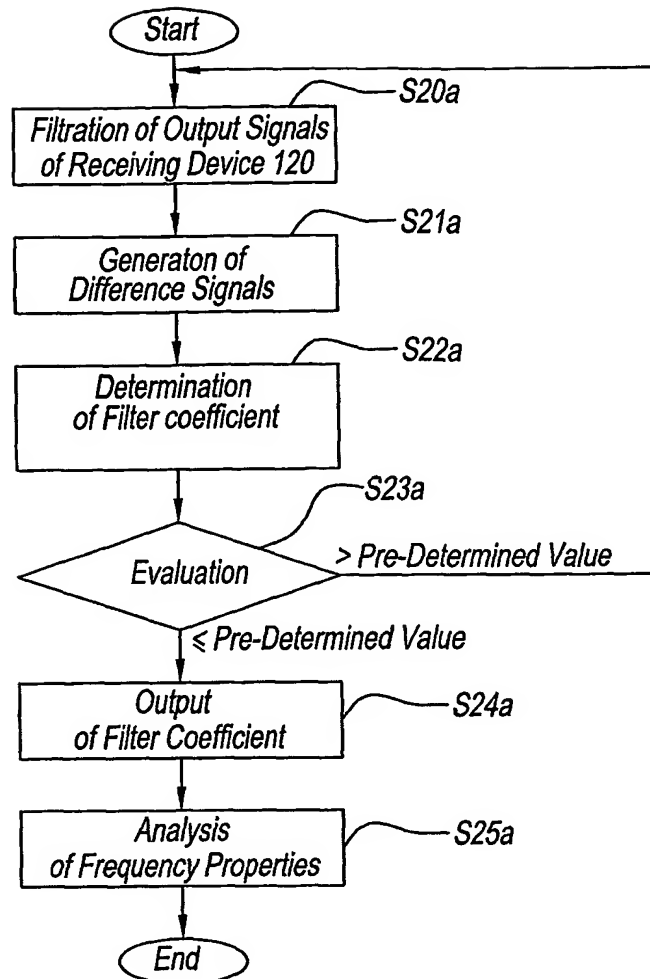 Start
S20a
Filtration of Output Signals
of Receiving Device 120
S21a
Generaton of
Difference Signals
S22a
Determination
of Filter coefficient
S23a
Evaluation
> Pre-Determined Value
≤ Pre-Determined Value
Output
of Filter Coefficient
S24a
Analysis
of Frequency Properties
S25a
End